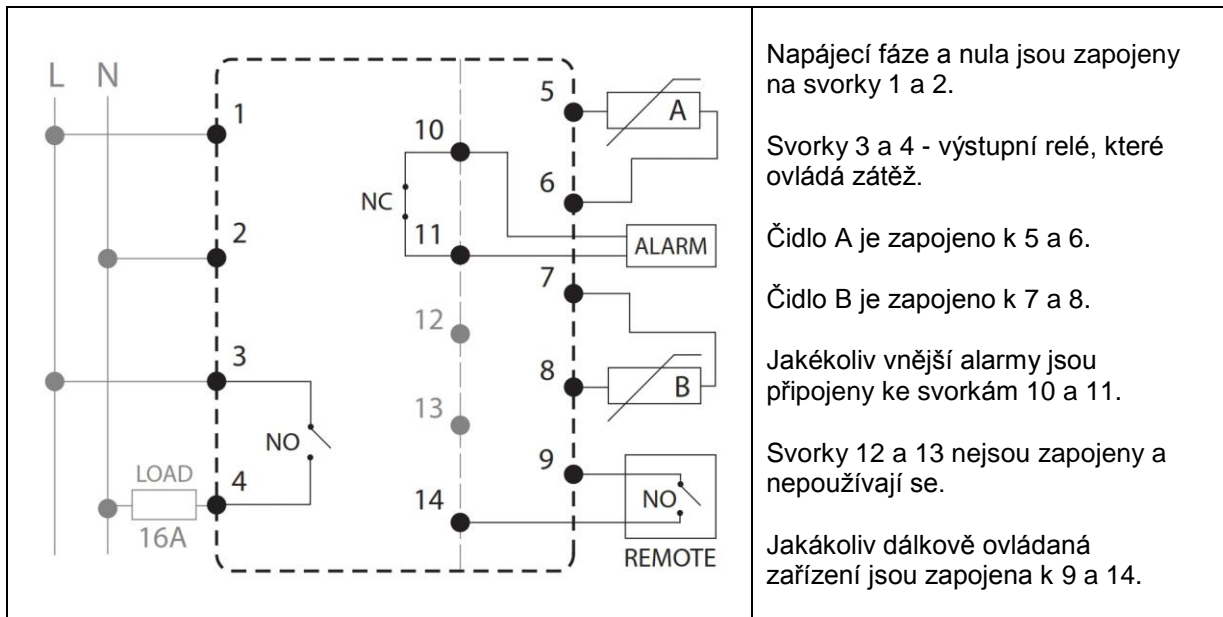 L N
1
2
3
4
NO
LOAD
16A
NC
10
11
12
13
14
5
6
7
8
9
A
ALARM
B
NO
REMOTE
Napájecí fáze a nula jsou zapojeny
na svorky 1 a 2.
Svorky 3 a 4 - výstupní relé, které
ovládá zátěž.
Čidlo A je zapojeno k 5 a 6.
Čidlo B je zapojeno k 7 a 8.
Jakékoliv vnější alarmy jsou
připojeny ke svorkám 10 a 11.
Svorky 12 a 13 nejsou zapojeny a
nepoužívají se.
Jakákoliv dálkově ovládaná
zařízení jsou zapojena k 9 a 14.